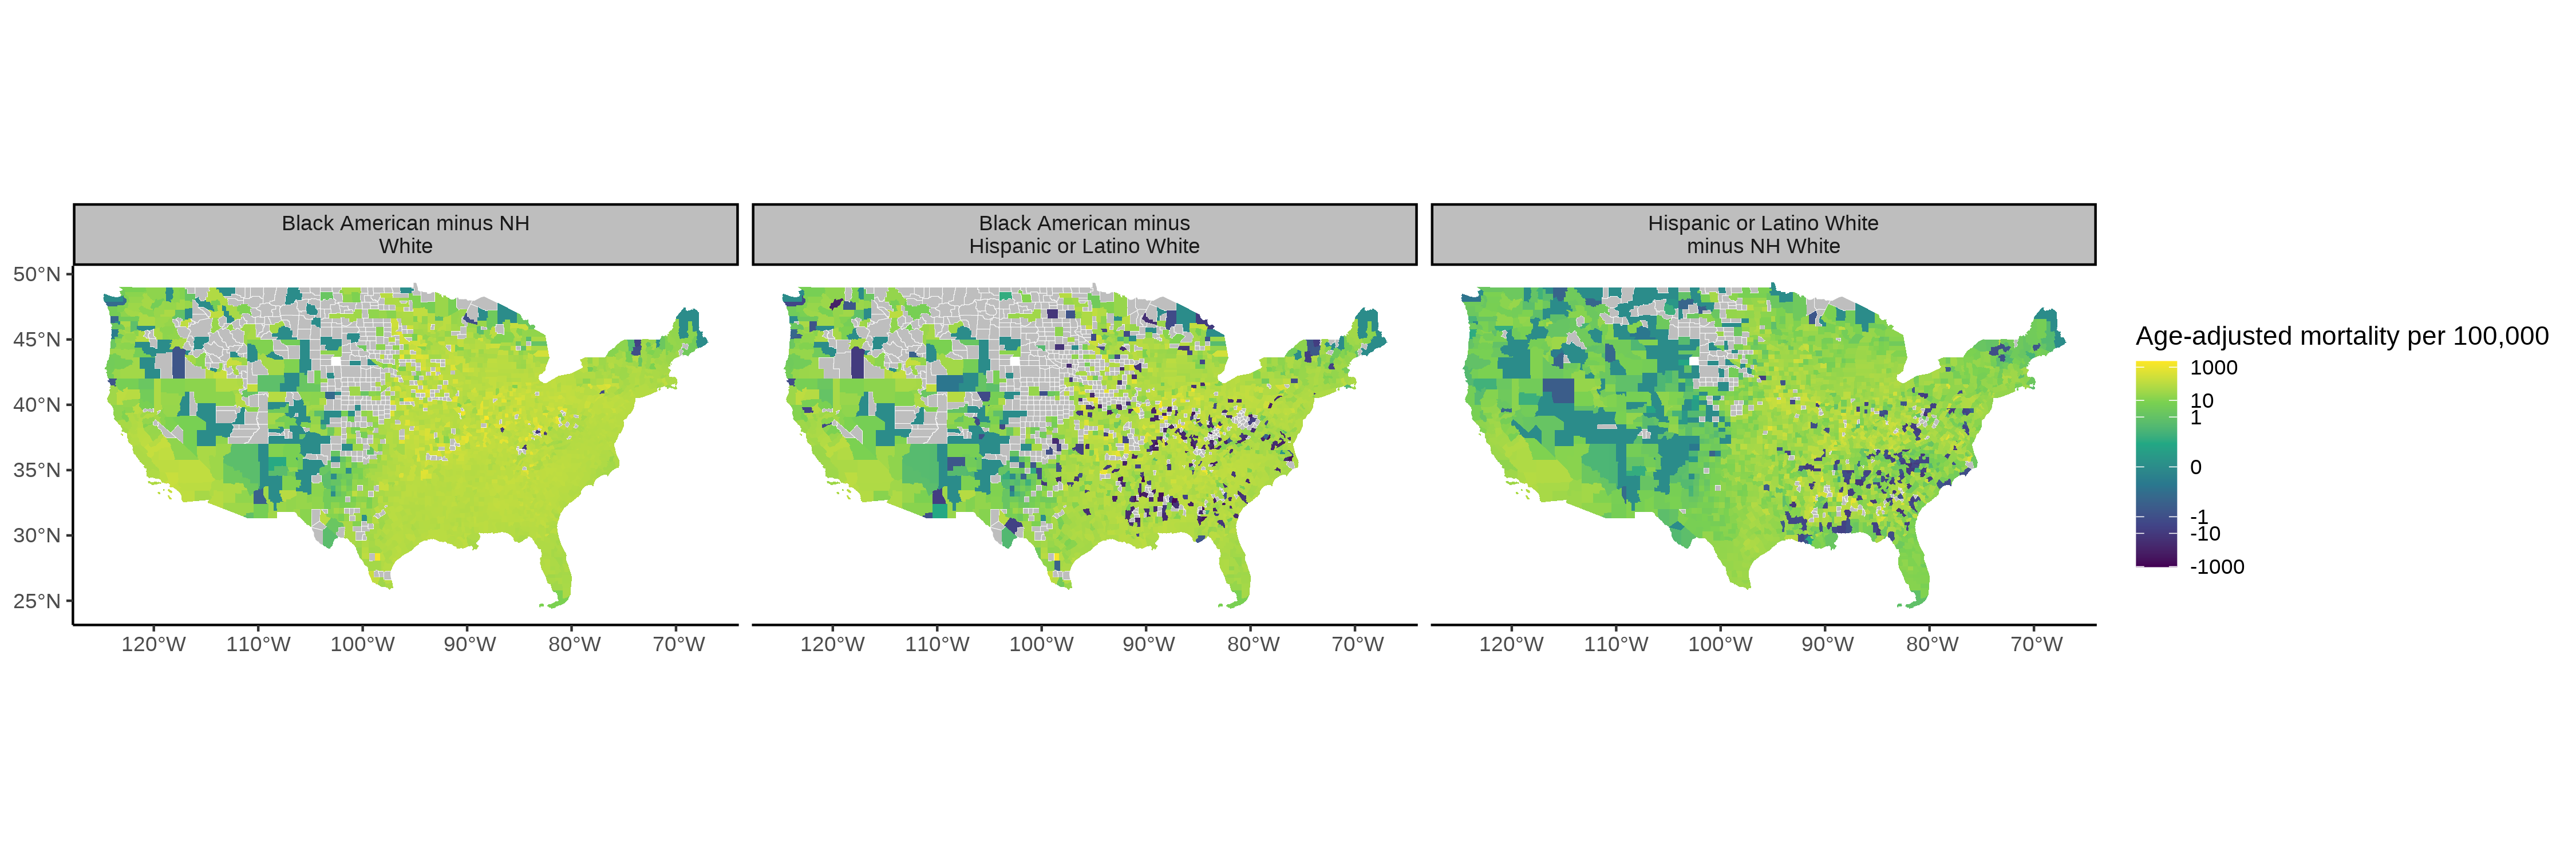 Black American minus NH
White
Black American minus
Hispanic or Latino White
Hispanic or Latino White
minus NH White
50°N
45°N
40°N
35°N
30°N
25°N
120°W 110°W 100°W 90°W 80°W 70°W
120°W 110°W 100°W 90°W 80°W 70°W
120°W 110°W 100°W 90°W 80°W 70°W
Age-adjusted mortality per 100,000
1000
10
1
0
-1
-10
-1000